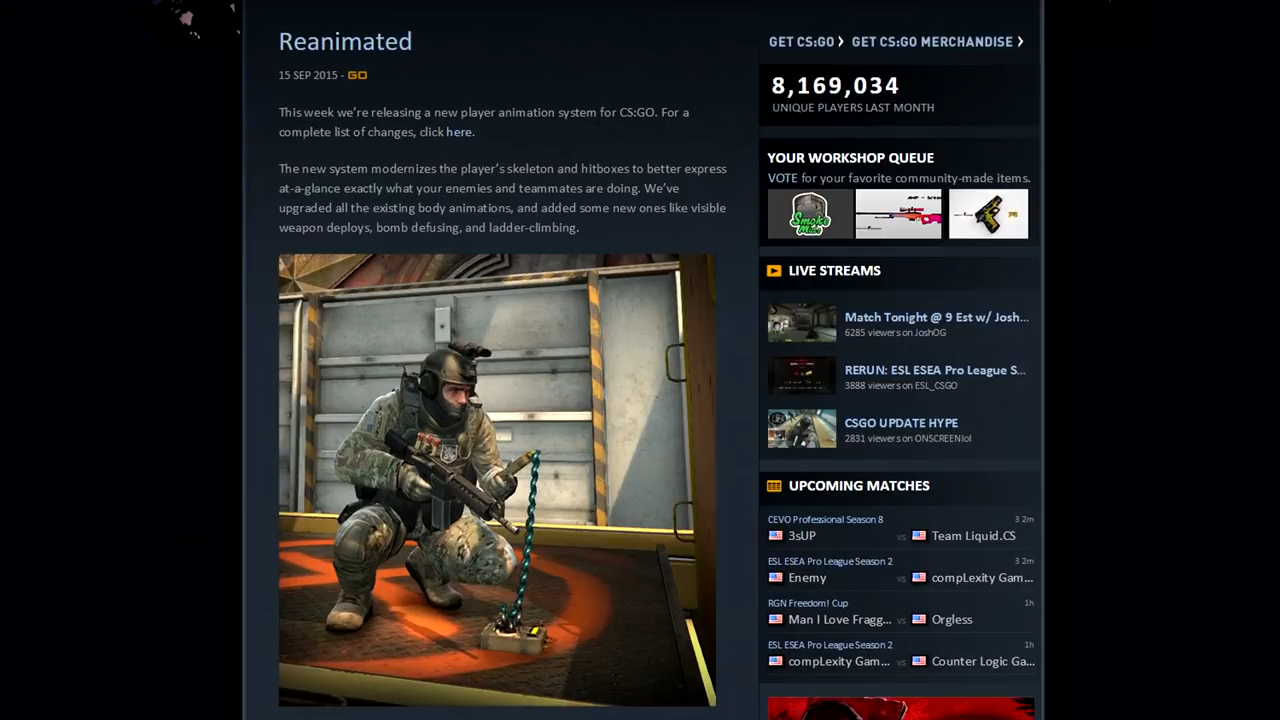 Reanimated
15 SEP 2015 - GO
This week we're releasing a new player animation system for CS:GO. For a
complete list of changes, click here.
The new system modernizes the player's skeleton and hitboxes to better express
at-a-glance exactly what your enemies and teammates are doing. We've
upgraded all the existing body animations, and added some new ones like visible
weapon deploys, bomb defusing, and ladder-climbing.
GET CS:GO GET CS:GO MERCHANDISE
8,169,034
UNIQUE PLAYERS LAST MONTH
YOUR WORKSHOP QUEUE
VOTE for your favorite community-made items.
Smoke
Mid
LIVE STREAMS
Match Tonight @ 9 Est w/ Josh...
6285 viewers on JoshOG
RERUN: ESL ESEA Pro League S...
3888 viewers on ESL_CSGO
CSGO UPDATE HYPE
2831 viewers on ONSCREENlol
UPCOMING MATCHES
CEVO Professional Season 8 3 2m
3sUP vs Team Liquid.CS
ESL ESEA Pro League Season 2 3 2m
Enemy vs compLexity Gam...
RGN Freedom! Cup 1h
Man I Love Fragg... vs Orgless
ESL ESEA Pro League Season 2 1h
compLexity Gam... vs Counter Logic Ga...